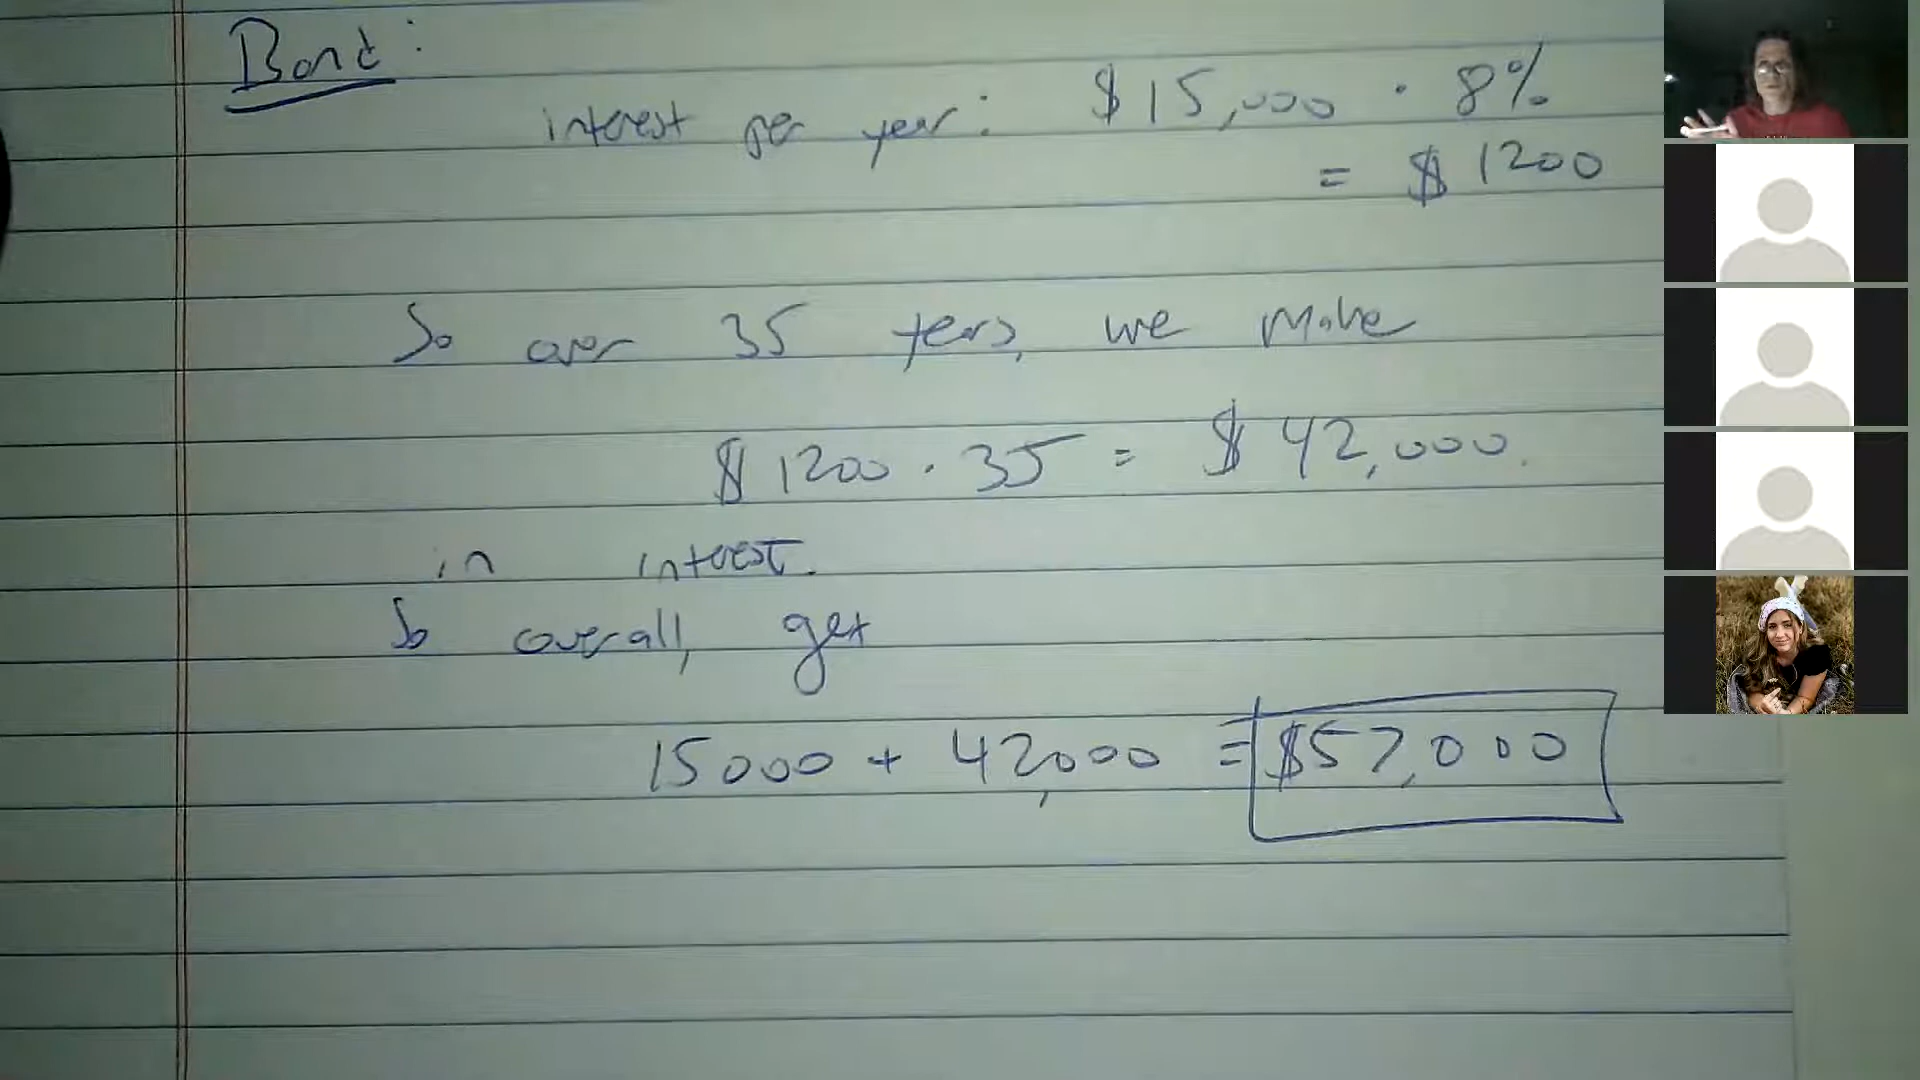 Bond:
interest per year: $15,000 · 8%
= $1200
So over 35 years, we make
$1200 · 35 = $42,000.
in interest.
So overall, get
15000 + 42,000 = $57,000